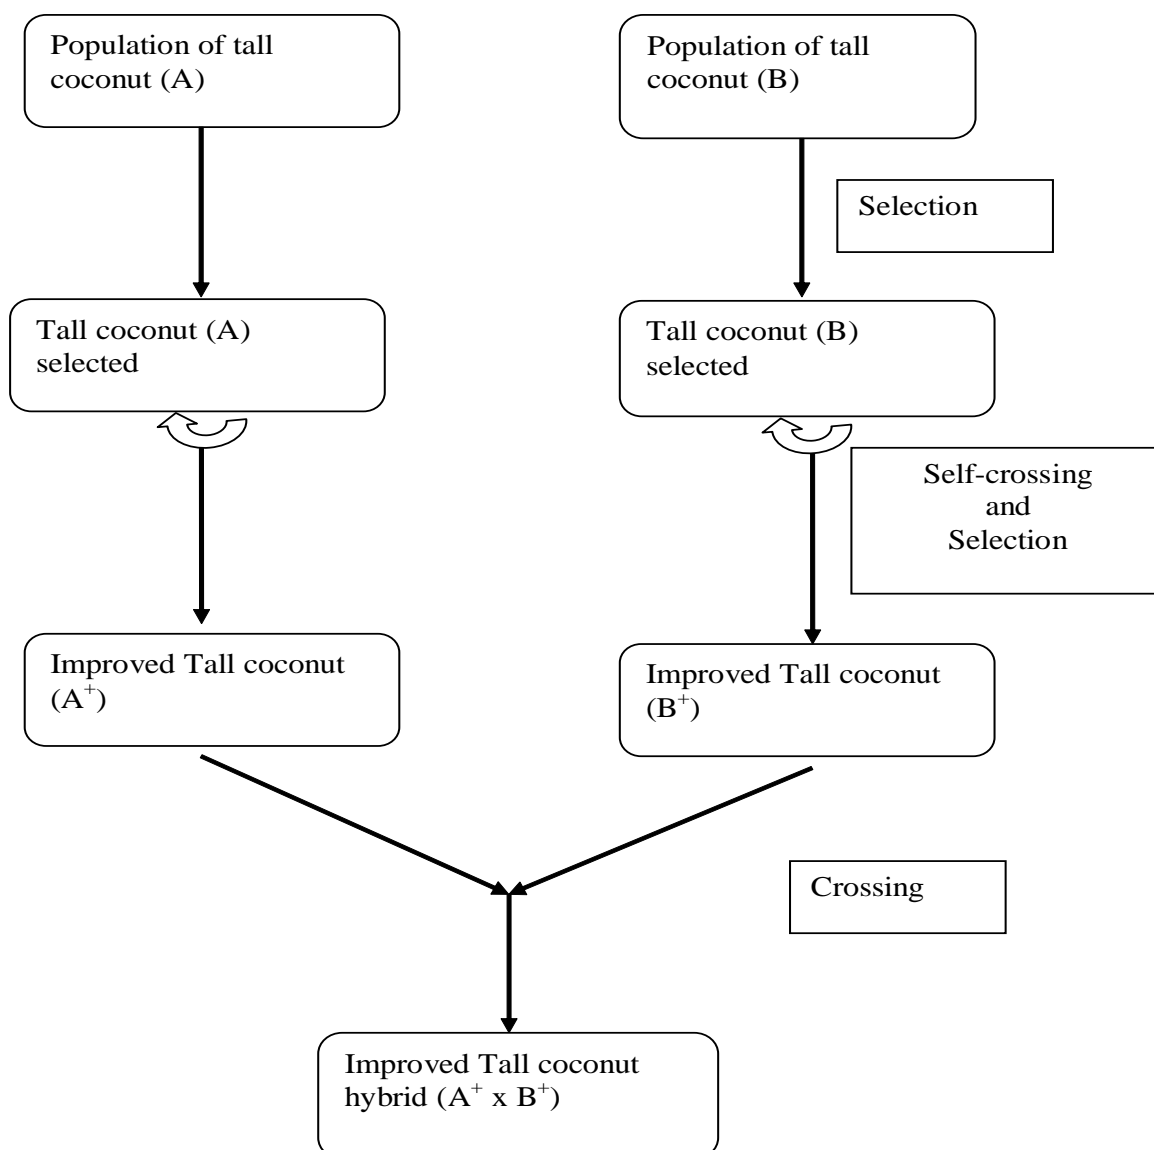 Population of tall
coconut (A)
Population of tall
coconut (B)
Selection
Tall coconut (A)
selected
Tall coconut (B)
selected
Self-crossing
and
Selection
Improved Tall coconut
(A⁺)
Improved Tall coconut
(B⁺)
Crossing
Improved Tall coconut
hybrid (A⁺ x B⁺)